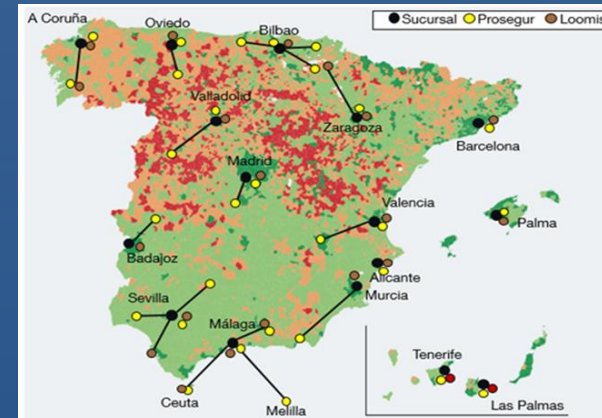 A Coruña
Oviedo
Bilbao
Sucursal Prosegur Loomis
Valladolid
Zaragoza
Barcelona
Madrid
Valencia
Palma
Badajoz
Alicante
Murcia
Sevilla
Málaga
Tenerife
Ceuta
Melilla
Las Palmas